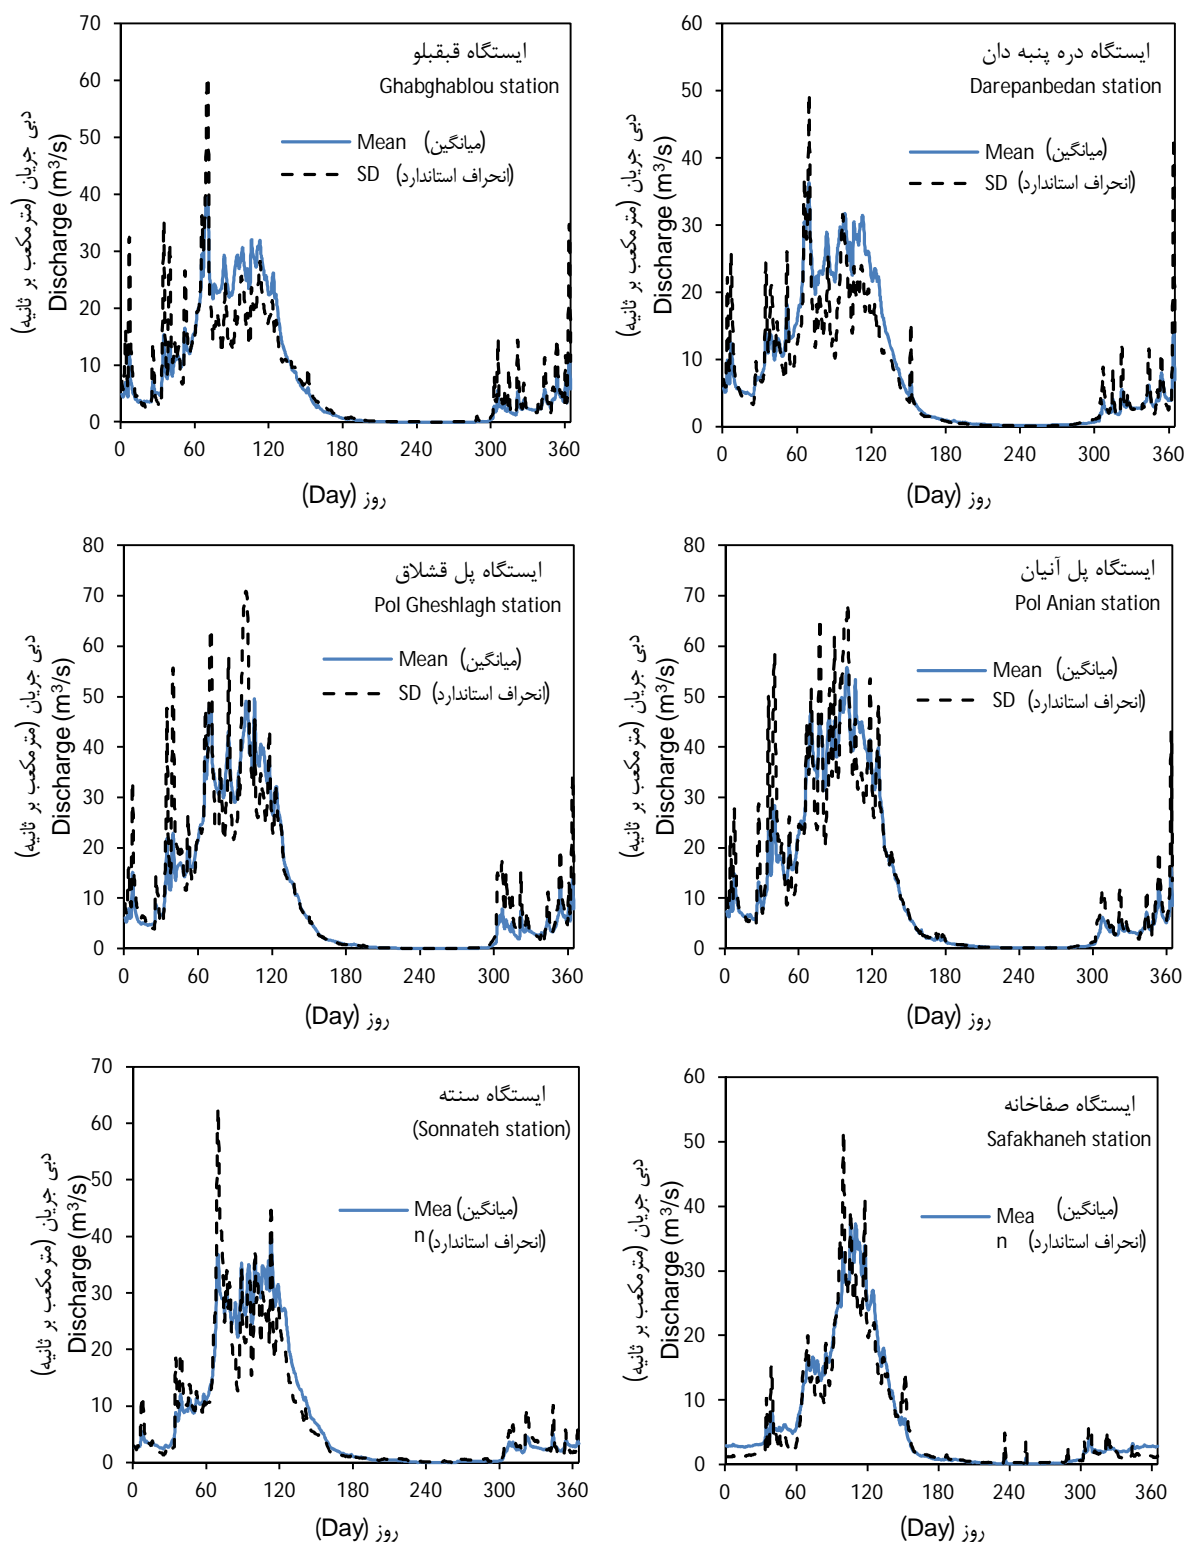 ایستگاه قبقبلو
Ghabghablou station
Mean (میانگین)
SD (انحراف استاندارد)
دبی جریان (مترمکعب بر ثانیه)
Discharge (m³/s)
70
60
50
40
30
20
10
0
0 60 120 180 240 300 360
روز (Day)
ایستگاه دره پنبه دان
Darepanbedan station
Mean (میانگین)
SD (انحراف استاندارد)
دبی جریان (مترمکعب بر ثانیه)
Discharge (m³/s)
60
50
40
30
20
10
0
0 60 120 180 240 300 360
روز (Day)
ایستگاه پل قشلاق
Pol Gheshlagh station
Mean (میانگین)
SD (انحراف استاندارد)
دبی جریان (مترمکعب بر ثانیه)
Discharge (m³/s)
80
70
60
50
40
30
20
10
0
0 60 120 180 240 300 360
روز (Day)
ایستگاه پل آنیان
Pol Anian station
Mean (میانگین)
SD (انحراف استاندارد)
دبی جریان (مترمکعب بر ثانیه)
Discharge (m³/s)
80
70
60
50
40
30
20
10
0
0 60 120 180 240 300 360
روز (Day)
ایستگاه سنته
(Sonnateh station)
Mea (میانگین)
n (انحراف استاندارد)
دبی جریان (مترمکعب بر ثانیه)
Discharge (m³/s)
70
60
50
40
30
20
10
0
0 60 120 180 240 300 360
روز (Day)
ایستگاه صفاخانه
Safakhaneh station
Mea (میانگین)
n (انحراف استاندارد)
دبی جریان (مترمکعب بر ثانیه)
Discharge (m³/s)
60
50
40
30
20
10
0
0 60 120 180 240 300 360
روز (Day)